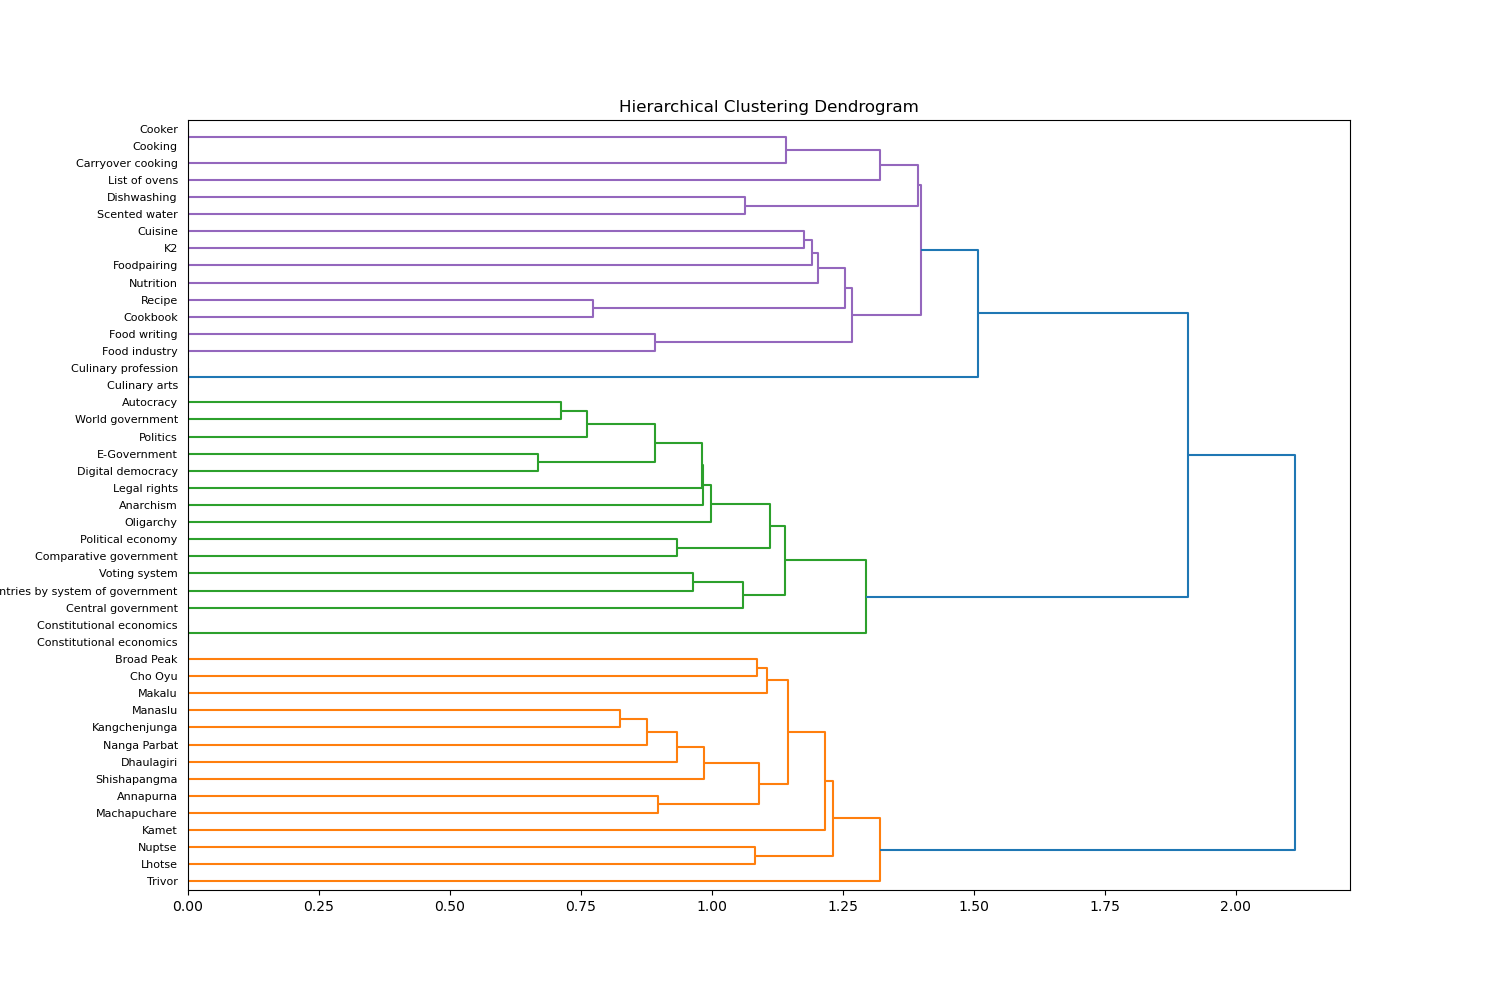 Hierarchical Clustering Dendrogram
Cooker
Cooking
Carryover cooking
List of ovens
Dishwashing
Scented water
Cuisine
K2
Foodpairing
Nutrition
Recipe
Cookbook
Food writing
Food industry
Culinary profession
Culinary arts
Autocracy
World government
Politics
E-Government
Digital democracy
Legal rights
Anarchism
Oligarchy
Political economy
Comparative government
Voting system
ntries by system of government
Central government
Constitutional economics
Constitutional economics
Broad Peak
Cho Oyu
Makalu
Manaslu
Kangchenjunga
Nanga Parbat
Dhaulagiri
Shishapangma
Annapurna
Machapuchare
Kamet
Nuptse
Lhotse
Trivor
0.00 0.25 0.50 0.75 1.00 1.25 1.50 1.75 2.00